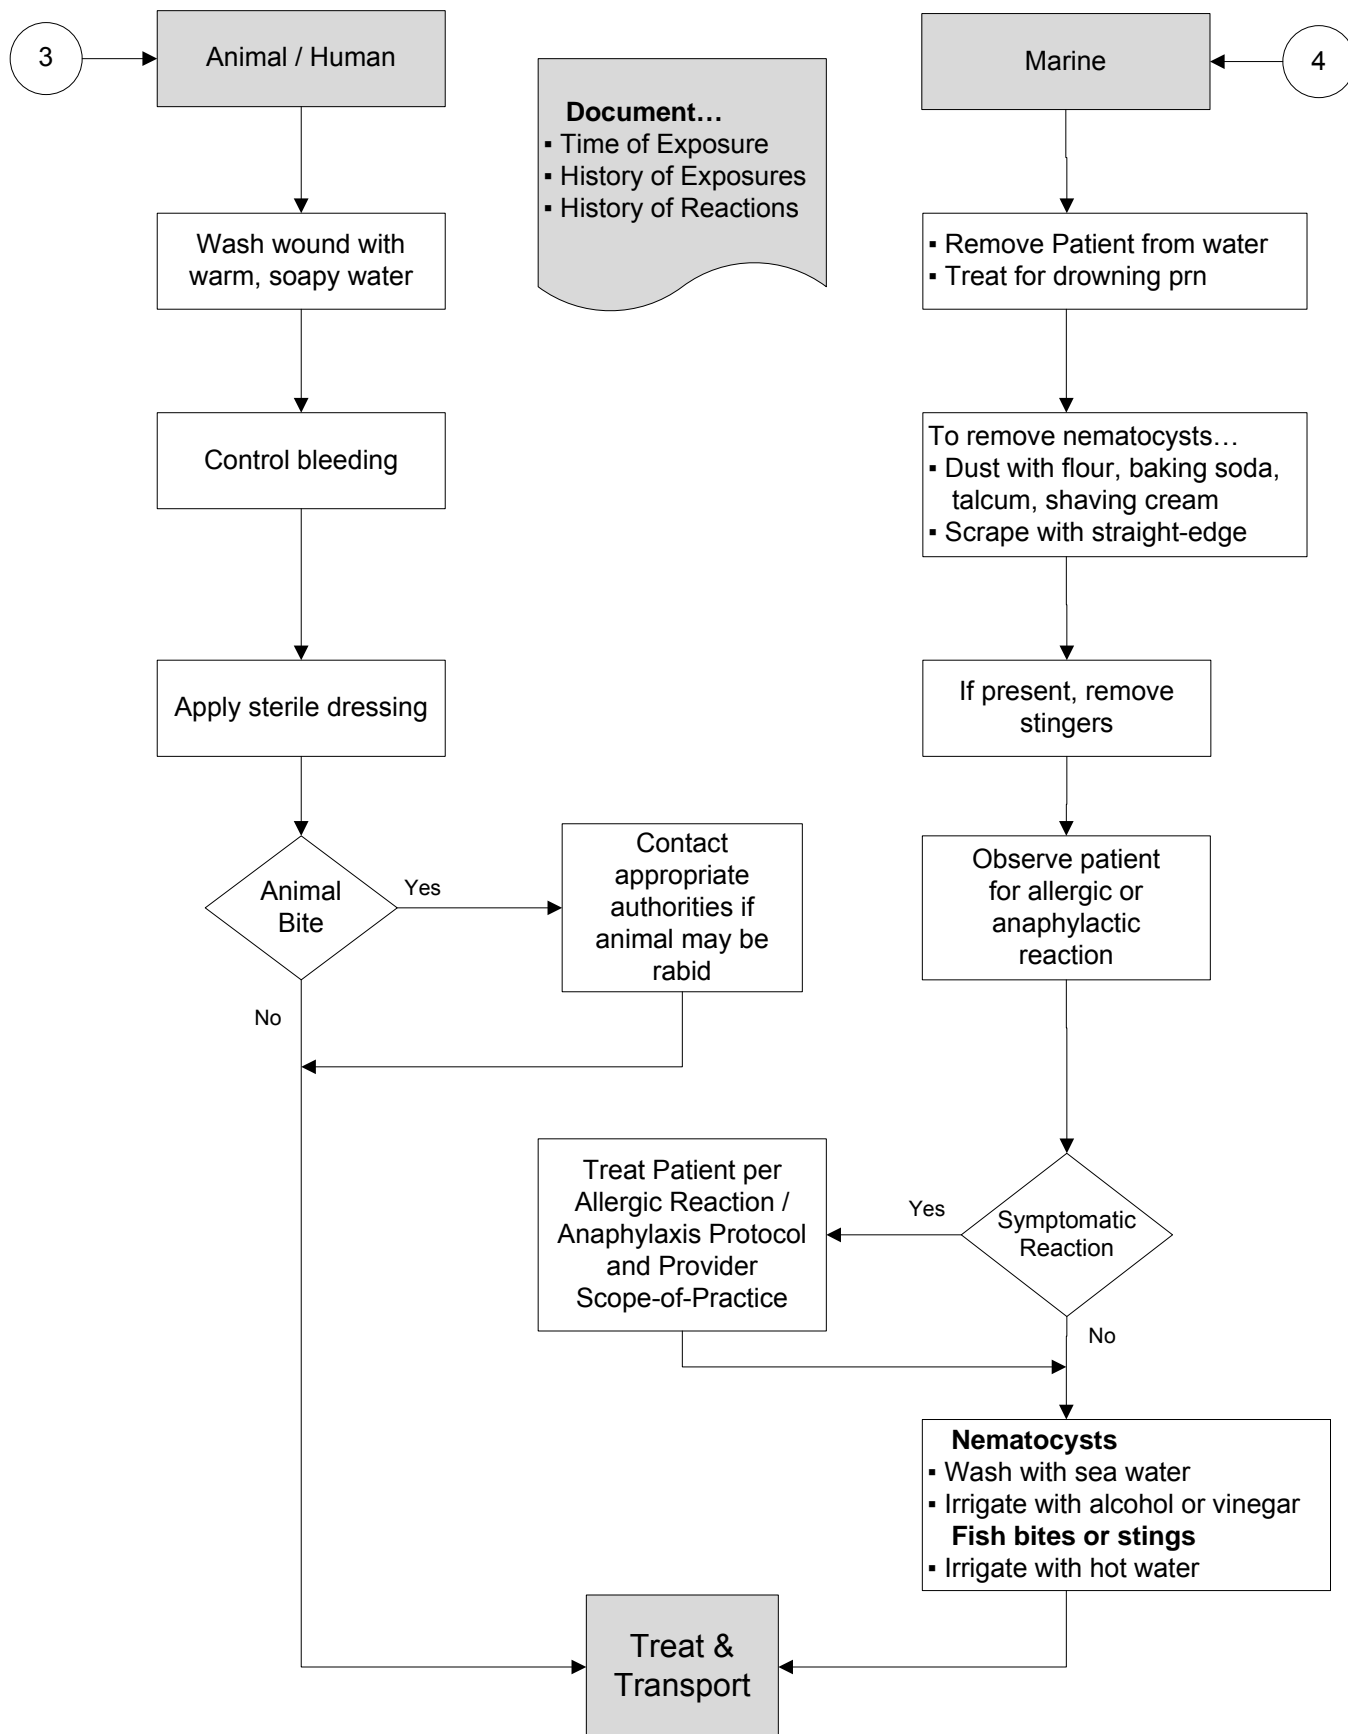 3
Animal / Human
Document…
▪ Time of Exposure
▪ History of Exposures
▪ History of Reactions
Marine
4
Wash wound with
warm, soapy water
▪ Remove Patient from water
▪ Treat for drowning prn
Control bleeding
To remove nematocysts…
▪ Dust with flour, baking soda,
talcum, shaving cream
▪ Scrape with straight-edge
Apply sterile dressing
If present, remove
stingers
Animal
Bite
Yes
No
Contact
appropriate
authorities if
animal may be
rabid
Observe patient
for allergic or
anaphylactic
reaction
Treat Patient per
Allergic Reaction /
Anaphylaxis Protocol
and Provider
Scope-of-Practice
Yes
Symptomatic
Reaction
No
Nematocysts
▪ Wash with sea water
▪ Irrigate with alcohol or vinegar
Fish bites or stings
▪ Irrigate with hot water
Treat &
Transport